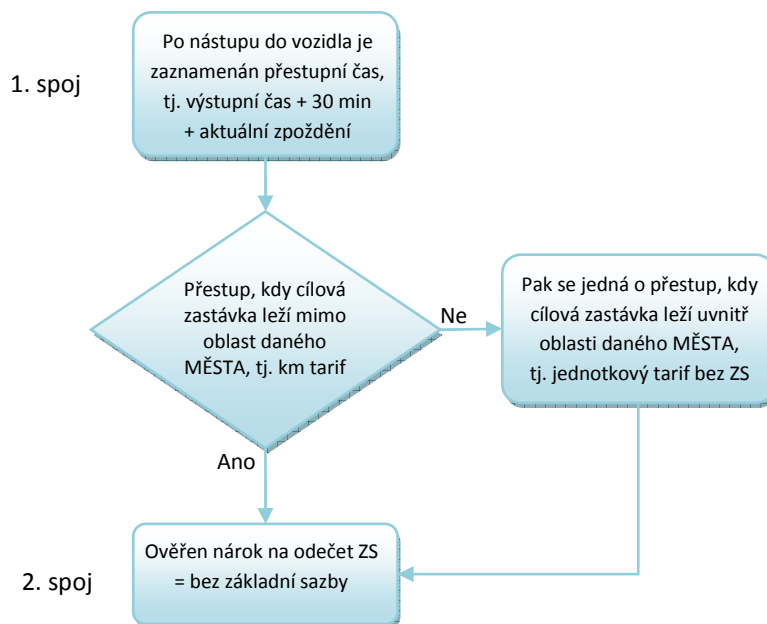 1. spoj
Po nástupu do vozidla je
zaznamenán přestupní čas,
tj. výstupní čas + 30 min
+ aktuální zpoždění
Přestup, kdy cílová
zastávka leží mimo
oblast daného
MĚSTA, tj. km tarif
Ne
Pak se jedná o přestup, kdy
cílová zastávka leží uvnitř
oblasti daného MĚSTA,
tj. jednotkový tarif bez ZS
Ano
2. spoj
Ověřen nárok na odečet ZS
= bez základní sazby